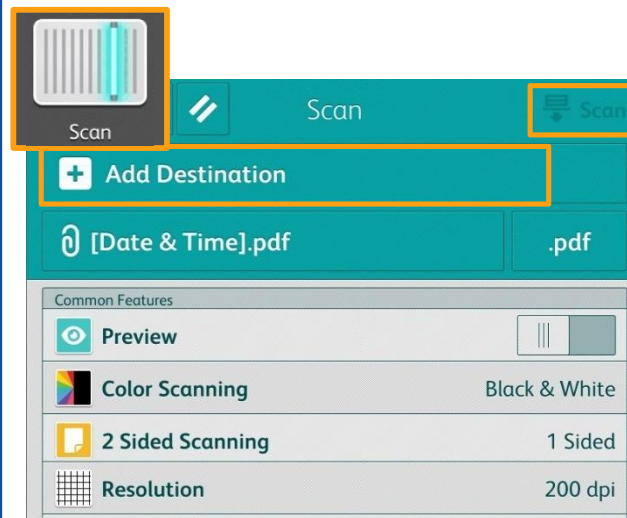 Scan
Scan
Scan
Add Destination
[Date & Time].pdf
.pdf
Common Features
Preview
Color Scanning
Black & White
2 Sided Scanning
1 Sided
Resolution
200 dpi